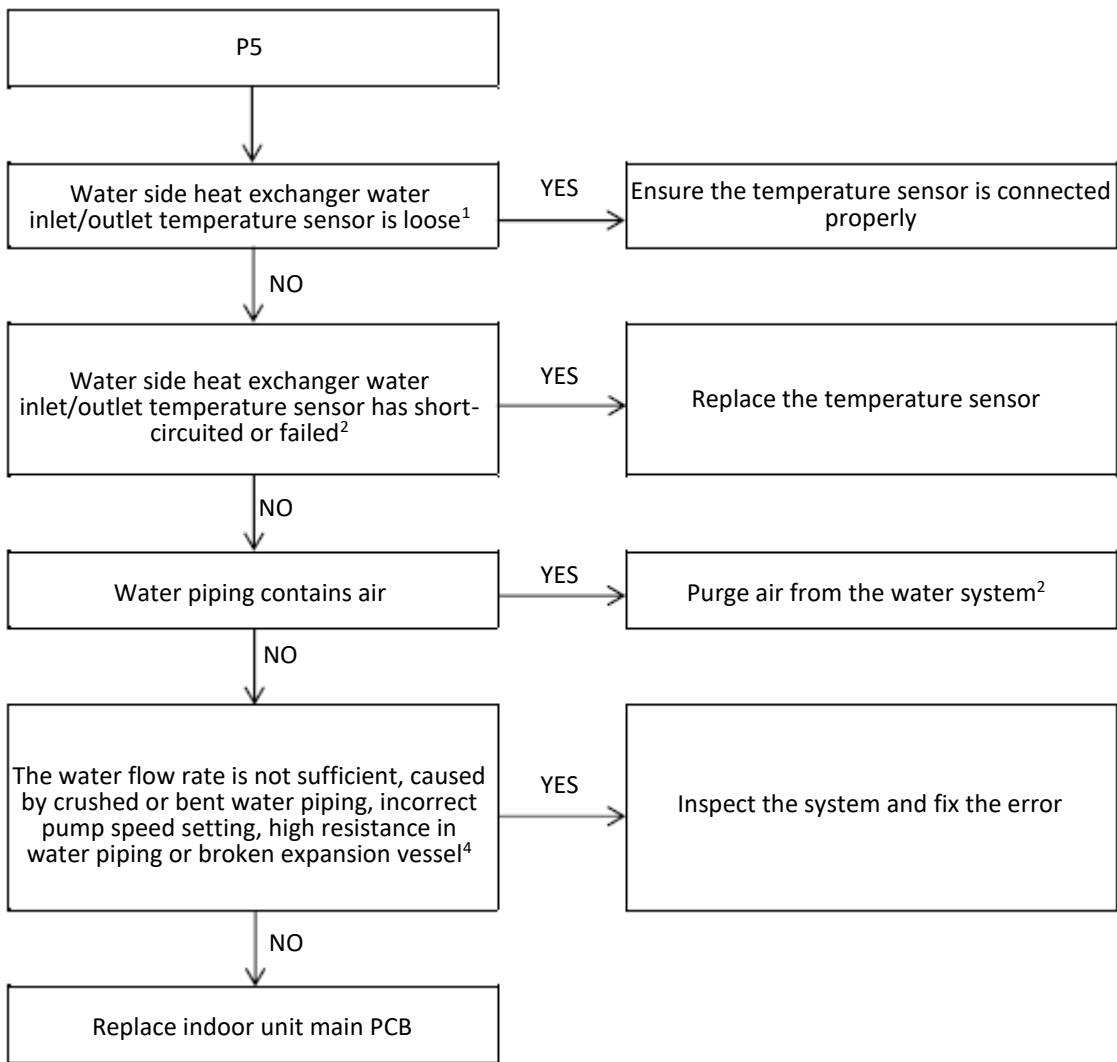 P5
Water side heat exchanger water
inlet/outlet temperature sensor is loose¹
YES
Ensure the temperature sensor is connected
properly
NO
Water side heat exchanger water
inlet/outlet temperature sensor has short-
circuited or failed²
YES
Replace the temperature sensor
NO
Water piping contains air
YES
Purge air from the water system²
NO
The water flow rate is not sufficient, caused
by crushed or bent water piping, incorrect
pump speed setting, high resistance in
water piping or broken expansion vessel⁴
YES
Inspect the system and fix the error
NO
Replace indoor unit main PCB